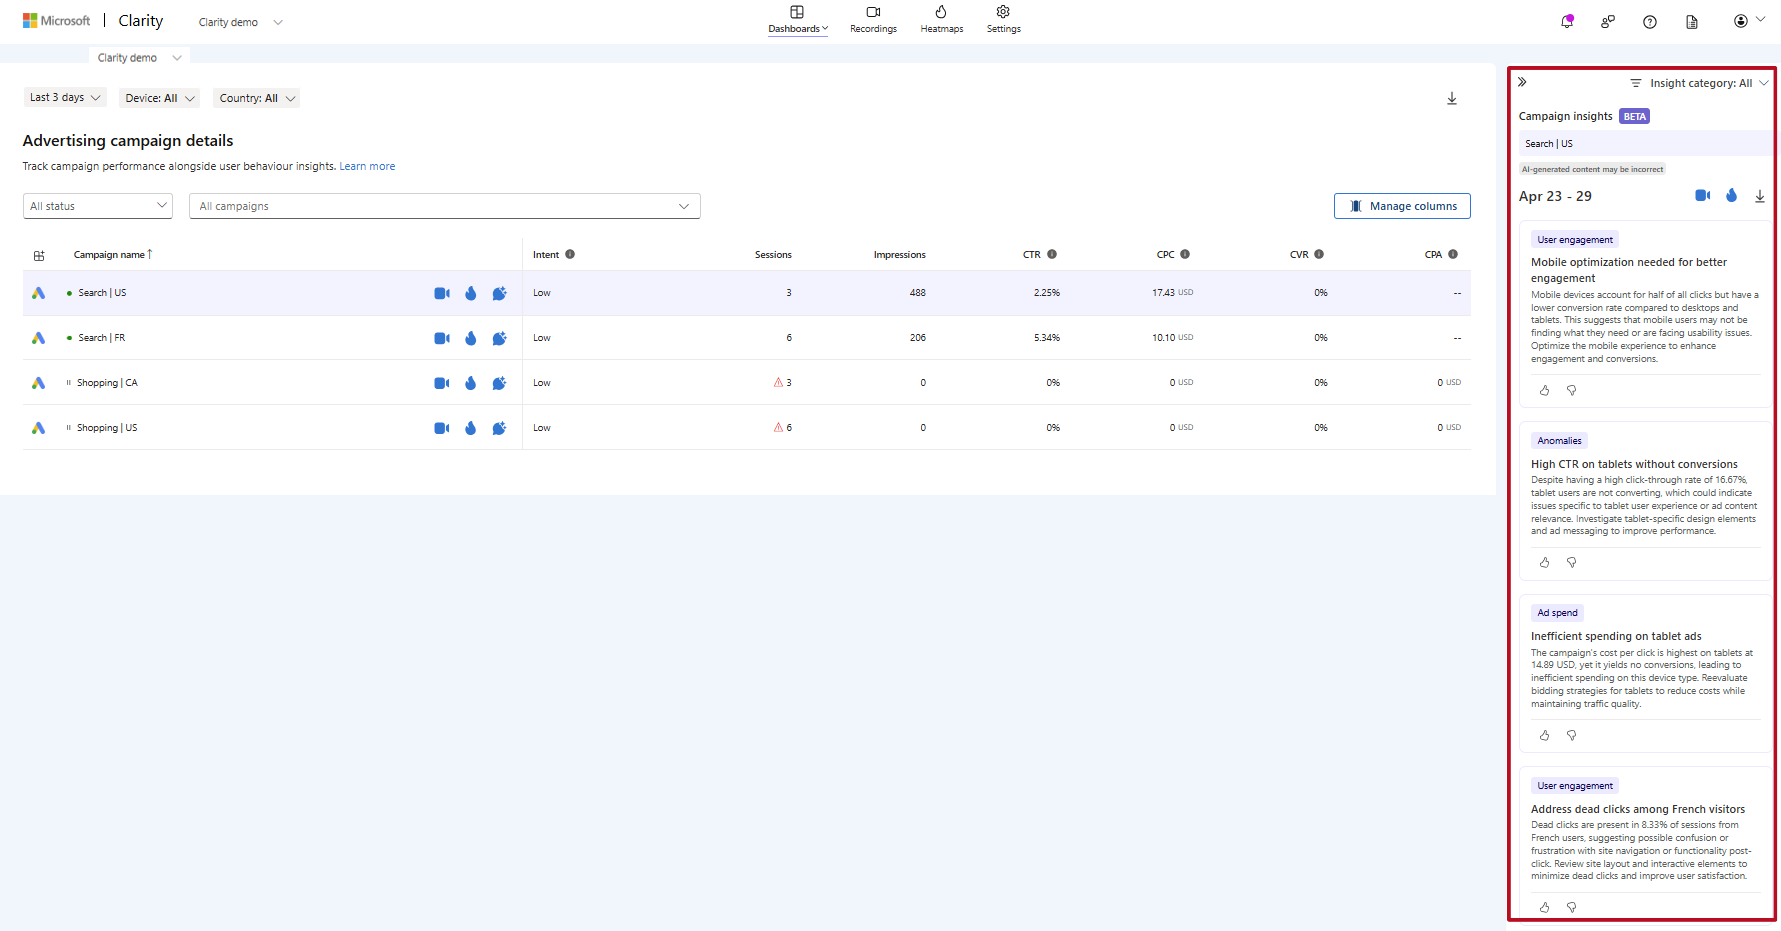 Microsoft | Clarity Clarity demo
Dashboards Recordings Heatmaps Settings
Clarity demo
Last 3 days Device: All Country: All
Advertising campaign details
Track campaign performance alongside user behaviour insights. Learn more
All status All campaigns Manage columns
Campaign name↑ Intent Sessions Impressions CTR CPC CVR CPA
Search | US Low 3 488 2.25% 17.43 USD 0% --
Search | FR Low 6 206 5.34% 10.10 USD 0% --
Shopping | CA Low 3 0 0% 0 USD 0% 0 USD
Shopping | US Low 6 0 0% 0 USD 0% 0 USD
Insight category: All
Campaign insights BETA
Search | US
AI-generated content may be incorrect
Apr 23 - 29
User engagement
Mobile optimization needed for better
engagement
Mobile devices account for half of all clicks but have a
lower conversion rate compared to desktops and
tablets. This suggests that mobile users may not be
finding what they need or are facing usability issues.
Optimize the mobile experience to enhance
engagement and conversions.
Anomalies
High CTR on tablets without conversions
Despite having a high click-through rate of 16.67%,
tablet users are not converting, which could indicate
issues specific to tablet user experience or ad content
relevance. Investigate tablet-specific design elements
and ad messaging to improve performance.
Ad spend
Inefficient spending on tablet ads
The campaign's cost per click is highest on tablets at
14.89 USD, yet it yields no conversions, leading to
inefficient spending on this device type. Reevaluate
bidding strategies for tablets to reduce costs while
maintaining traffic quality.
User engagement
Address dead clicks among French visitors
Dead clicks are present in 8.33% of sessions from
French users, suggesting possible confusion or
frustration with site navigation or functionality post-
click. Review site layout and interactive elements to
minimize dead clicks and improve user satisfaction.